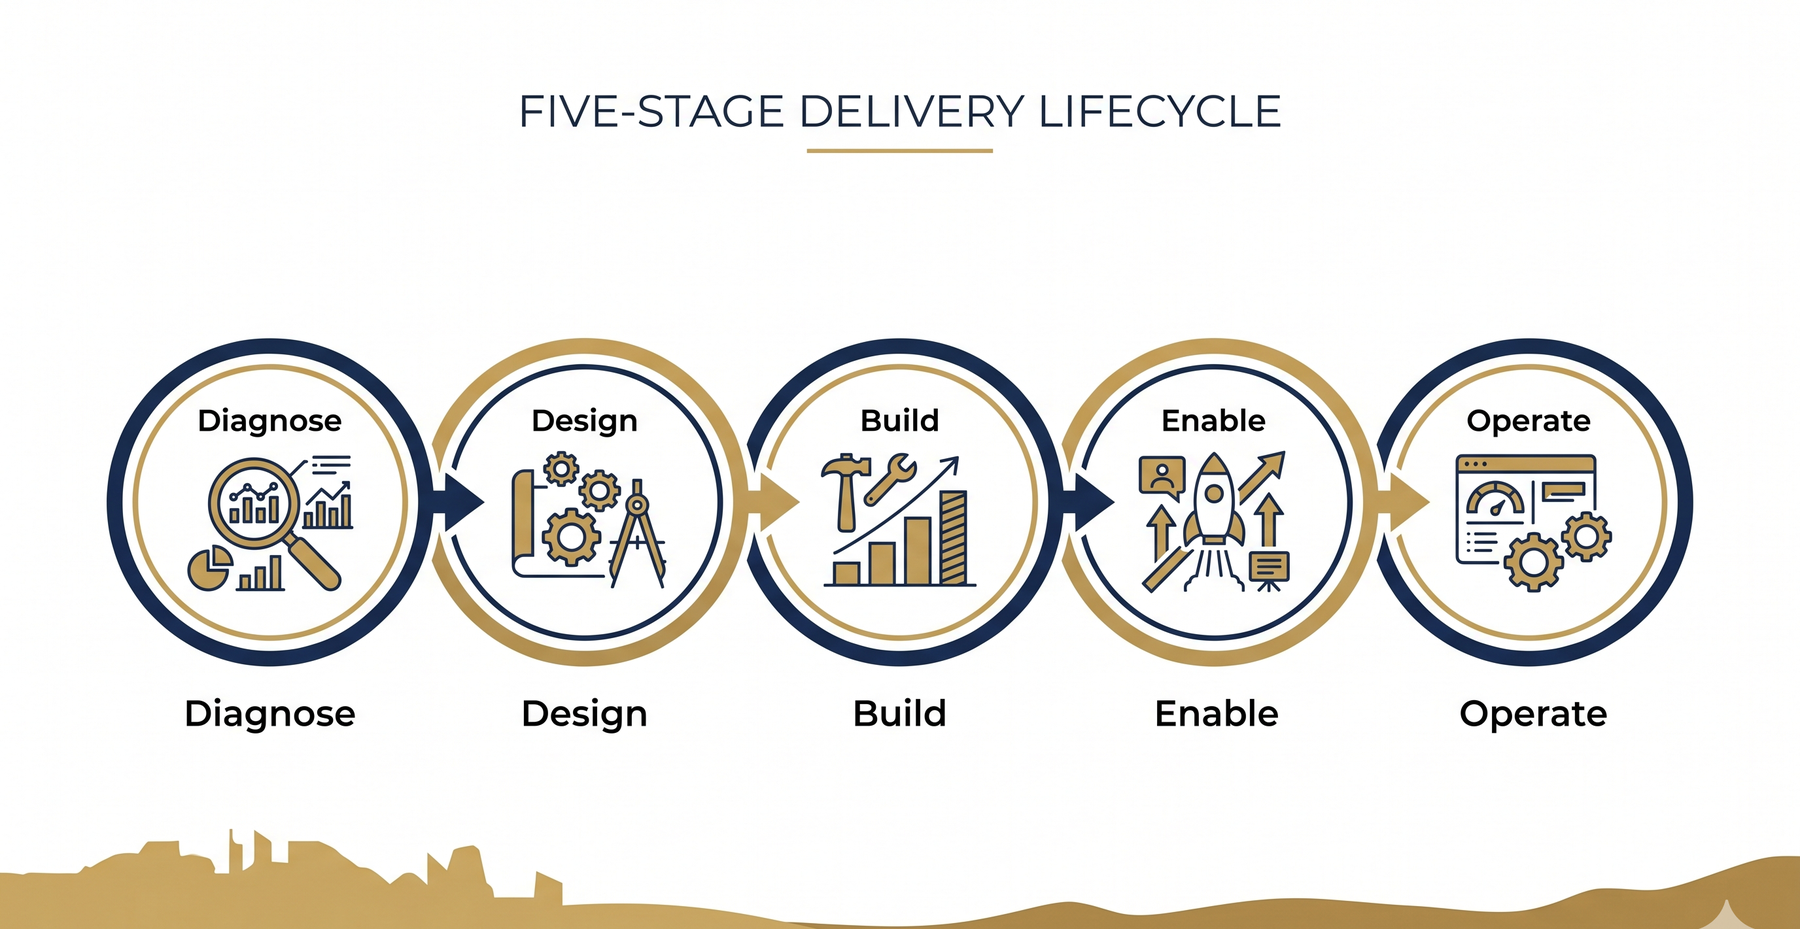 FIVE-STAGE DELIVERY LIFECYCLE
Diagnose
Design
Build
Enable
Operate
Diagnose
Design
Build
Enable
Operate